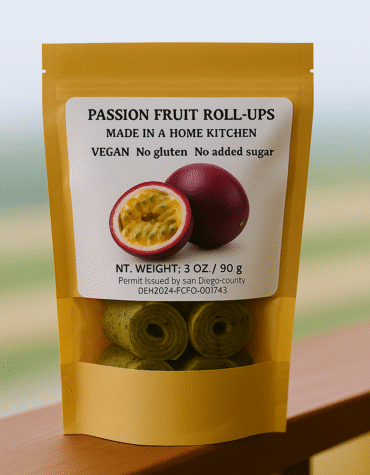 PASSION FRUIT ROLL-UPS
MADE IN A HOME KITCHEN
VEGAN No gluten No added sugar
NT. WEIGHT; 3 OZ./ 90 g
Permit Issued by san Diego-county
DEH2024-FCFO-001743